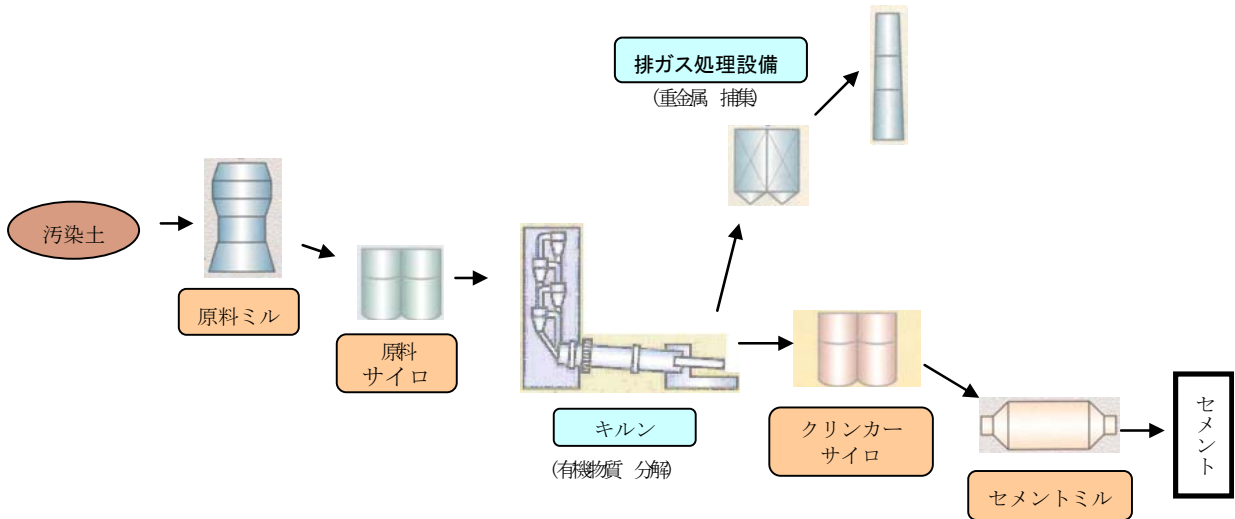 排ガス処理設備
(重金属 捕集)
汚染土
原料ミル
原料
サイロ
キルン
(有機物質 分解)
クリンカー
サイロ
セメントミル
セメント